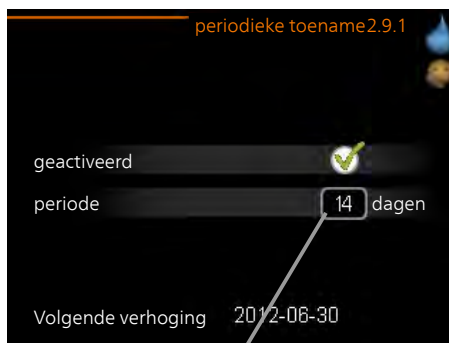 periodieke toename2.9.1
geactiveerd
periode 14 dagen
Volgende verhoging 2012-06-30